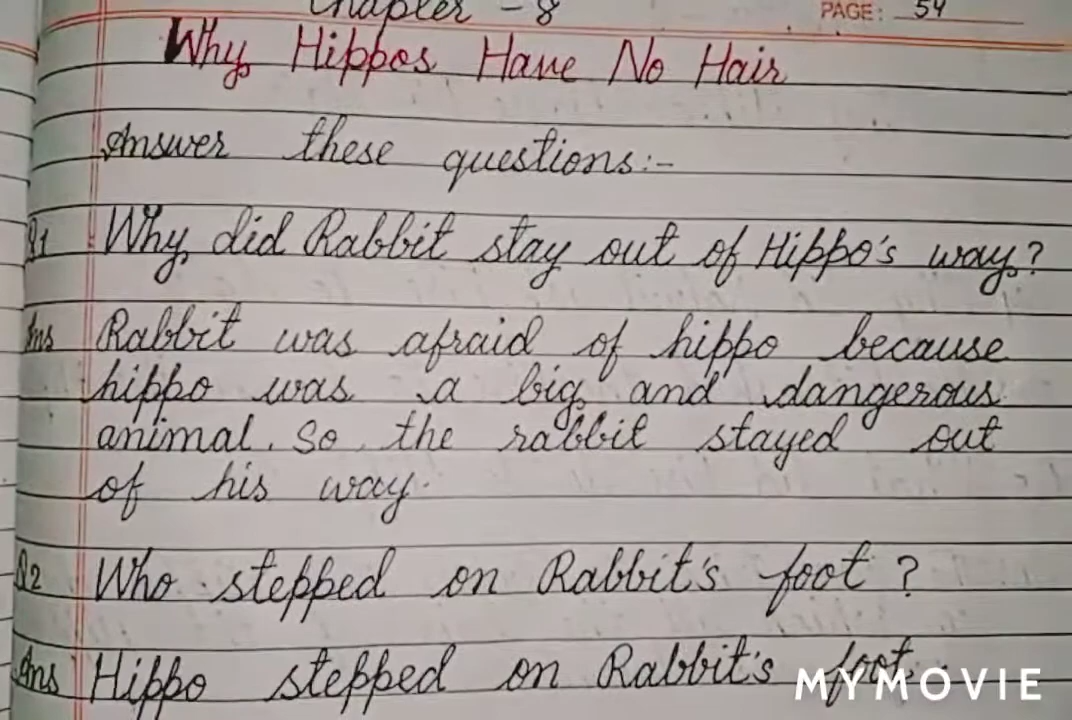 Chapter - 8 PAGE: 54
Why Hippos Have No Hair
Answer these questions:-
Q1 Why did Rabbit stay out of Hippo's way?
Ans Rabbit was afraid of hippo because
hippo was a big and dangerous
animal. So the rabbit stayed out
of his way.
Q2 Who stepped on Rabbit's foot?
Ans Hippo stepped on Rabbit's foot.
MYMOVIE